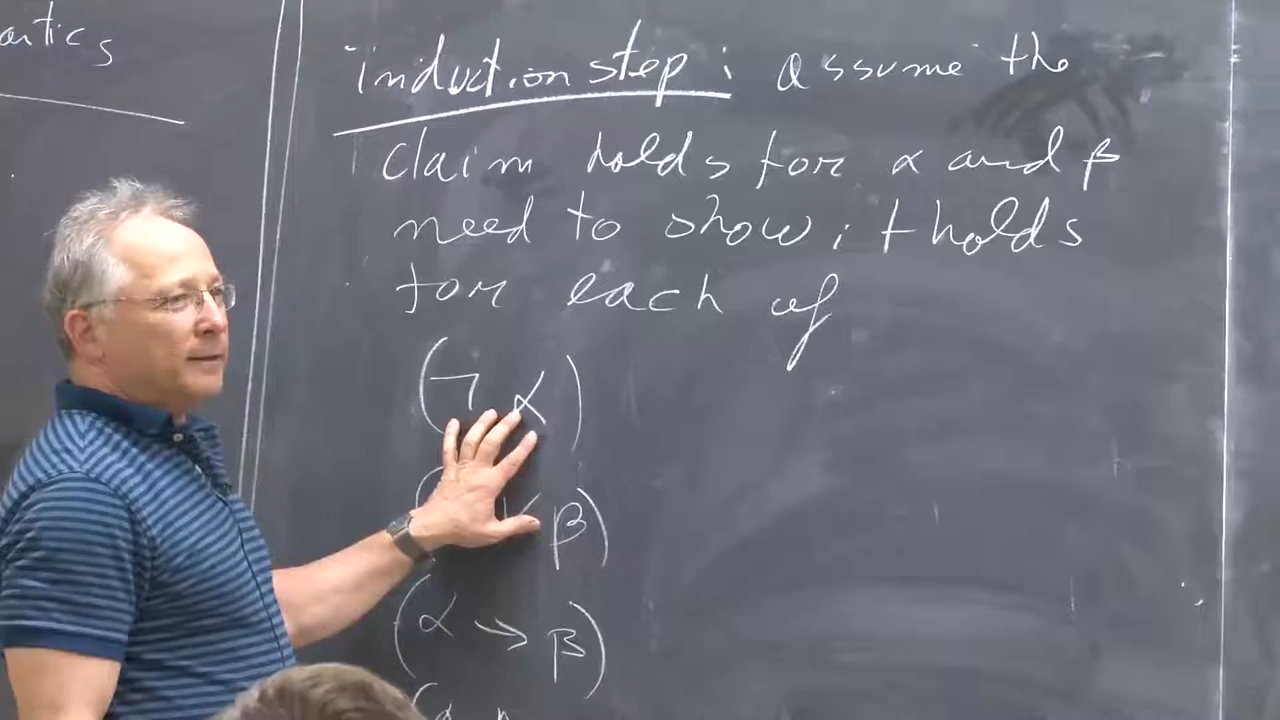 antics
induction step : assume the
claim holds for α and β
need to show it holds
for each of
(¬ α)
( ∨ β)
(α → β)
(α